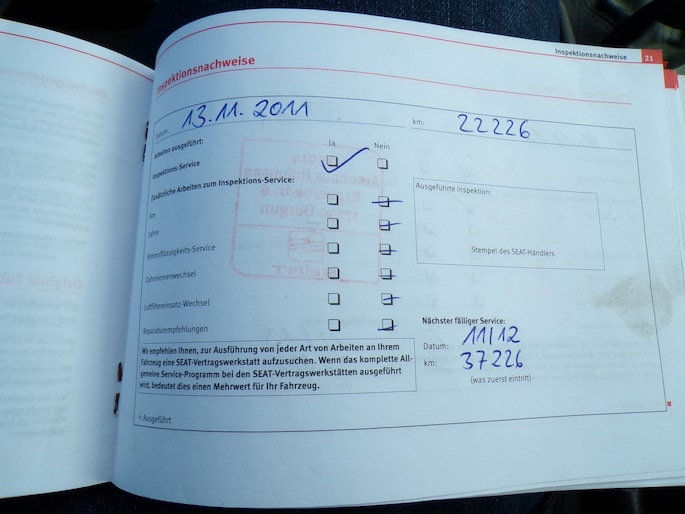 Inspektionsnachweise 21
Inspektionsnachweise
Datum: 13.11.2011 km: 22226
Arbeiten ausgeführt: Ja Nein
Inspektions-Service
Zusätzliche Arbeiten zum Inspektions-Service:
km
Jahre
Bremsflüssigkeits-Service
Zahnriemenwechsel
Luftfiltereinsatz-Wechsel
Reparaturempfehlungen
Ausgeführte Inspektion:
Stempel des SEAT-Händlers
Nächster fälliger Service:
Datum: 11/12
km: 37226
(was zuerst eintritt)
Wir empfehlen Ihnen, zur Ausführung von jeder Art von Arbeiten an Ihrem
Fahrzeug eine SEAT-Vertragswerkstatt aufzusuchen. Wenn das komplette All-
gemeine Service-Programm bei den SEAT-Vertragswerkstätten ausgeführt
wird, bedeutet dies einen Mehrwert für Ihr Fahrzeug.
Ausgeführt